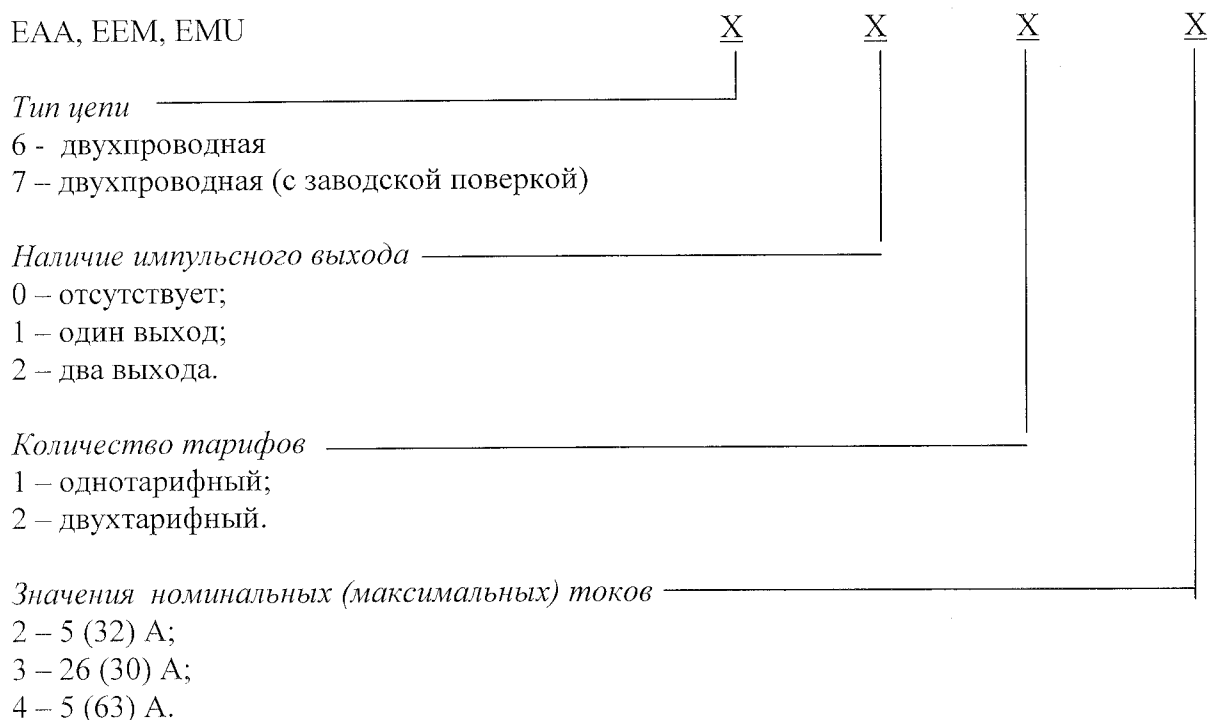 EAA, EEM, EMU X X X X
Тип цепи
6 - двухпроводная
7 – двухпроводная (с заводской поверкой)
Наличие импульсного выхода
0 – отсутствует;
1 – один выход;
2 – два выхода.
Количество тарифов
1 – однотарифный;
2 – двухтарифный.
Значения номинальных (максимальных) токов
2 – 5 (32) А;
3 – 26 (30) А;
4 – 5 (63) А.